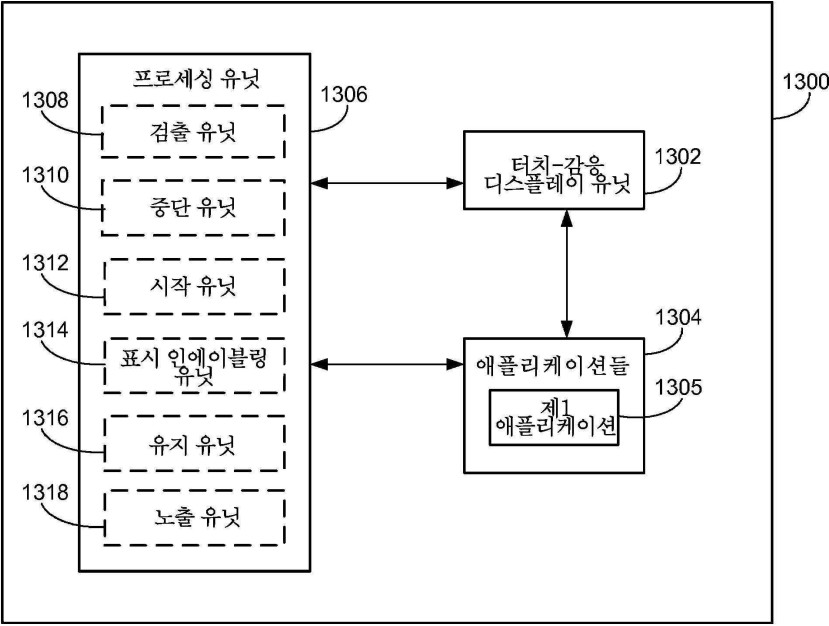 프로세싱 유닛
1306
1308
검출 유닛
1310
중단 유닛
1312
시작 유닛
1314
표시 인에이블링
유닛
1316
유지 유닛
1318
노출 유닛
1300
터치-감응
디스플레이 유닛
1302
1304
애플리케이션들
1305
제1
애플리케이션